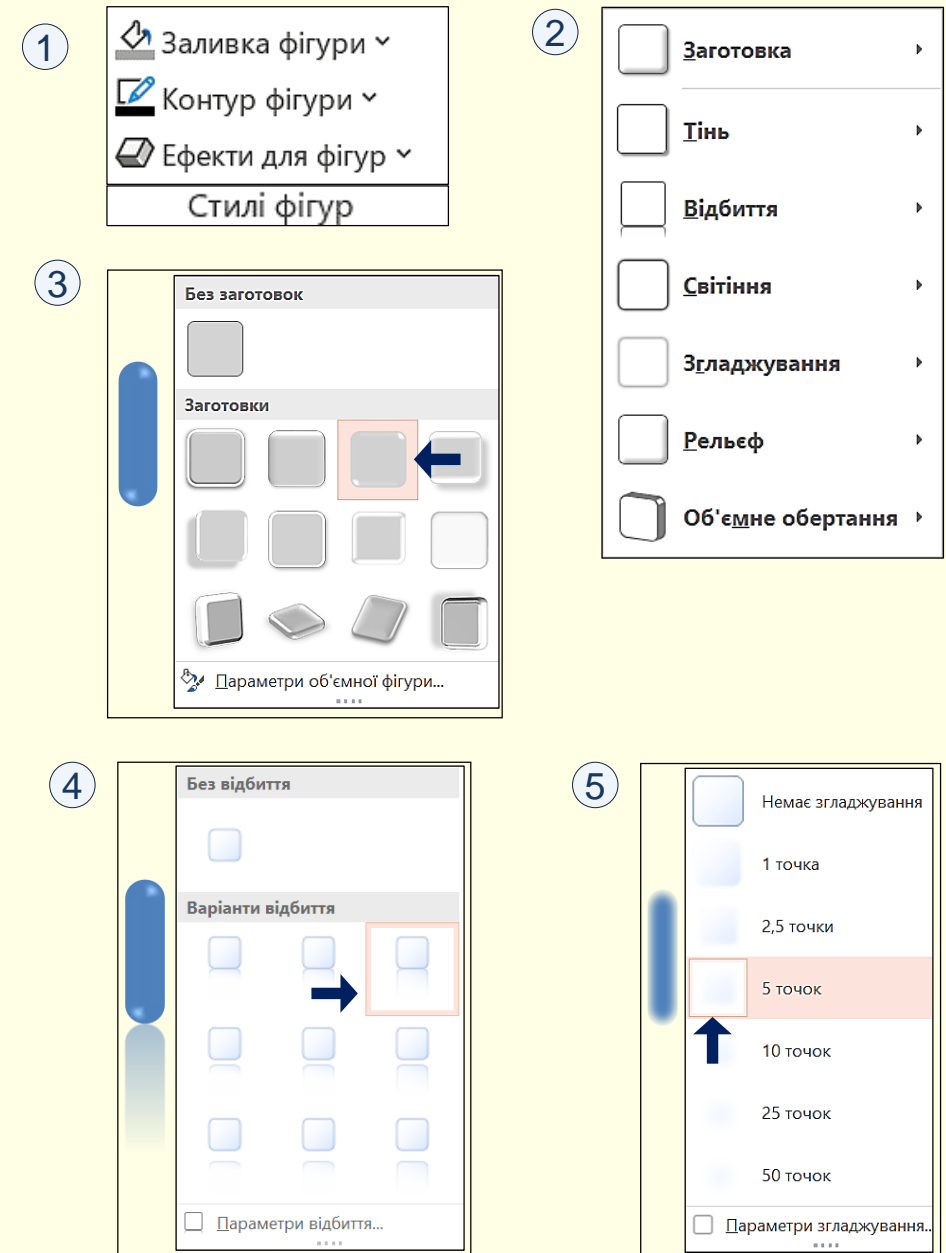 1
Заливка фігури
Контур фігури
Ефекти для фігур
Стилі фігур
2
Заготовка
Тінь
Відбиття
Світіння
Згладжування
Рельєф
Об'ємне обертання
3
Без заготовок
Заготовки
Параметри об'ємної фігури...
4
Без відбиття
Варіанти відбиття
Параметри відбиття...
5
Немає згладжування
1 точка
2,5 точки
5 точок
10 точок
25 точок
50 точок
Параметри згладжування..